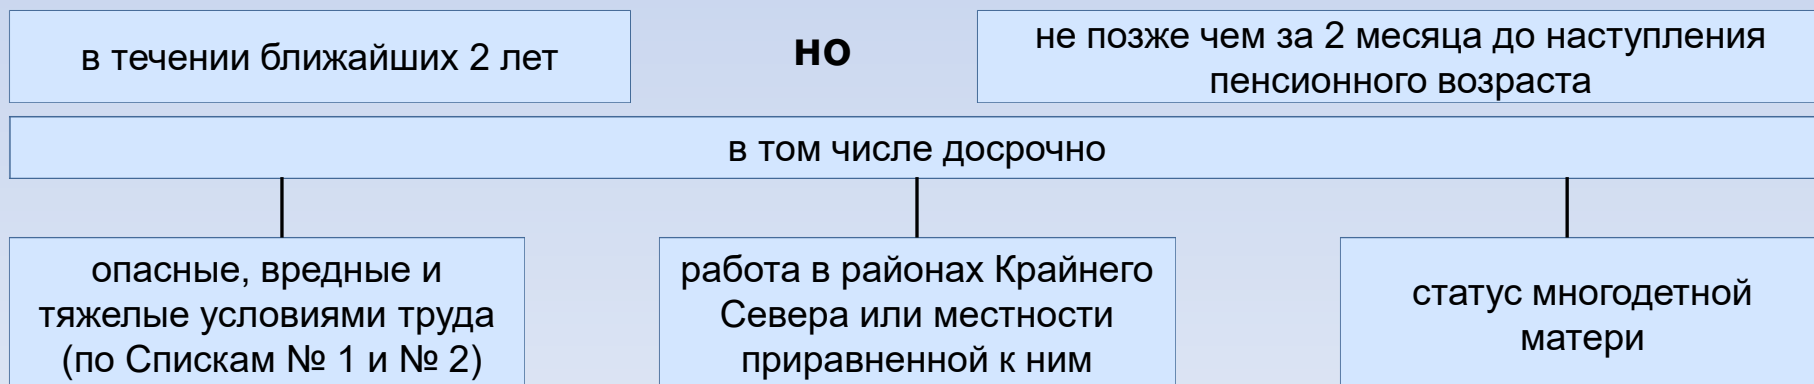 в течении ближайших 2 лет
но
не позже чем за 2 месяца до наступления
пенсионного возраста
в том числе досрочно
опасные, вредные и
тяжелые условиями труда
(по Спискам № 1 и № 2)
работа в районах Крайнего
Севера или местности
приравненной к ним
статус многодетной
матери